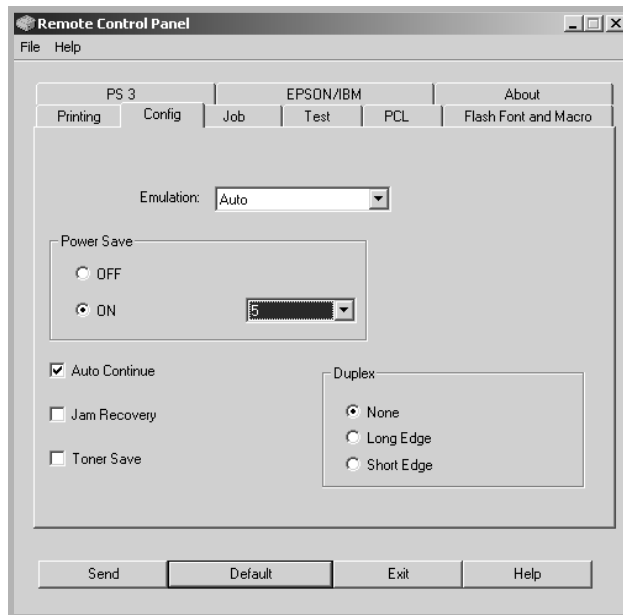 Remote Control Panel
File Help
PS 3 EPSON/IBM About
Printing Config Job Test PCL Flash Font and Macro
Emulation: Auto
Power Save
OFF
ON 5
Auto Continue
Jam Recovery
Toner Save
Duplex
None
Long Edge
Short Edge
Send Default Exit Help